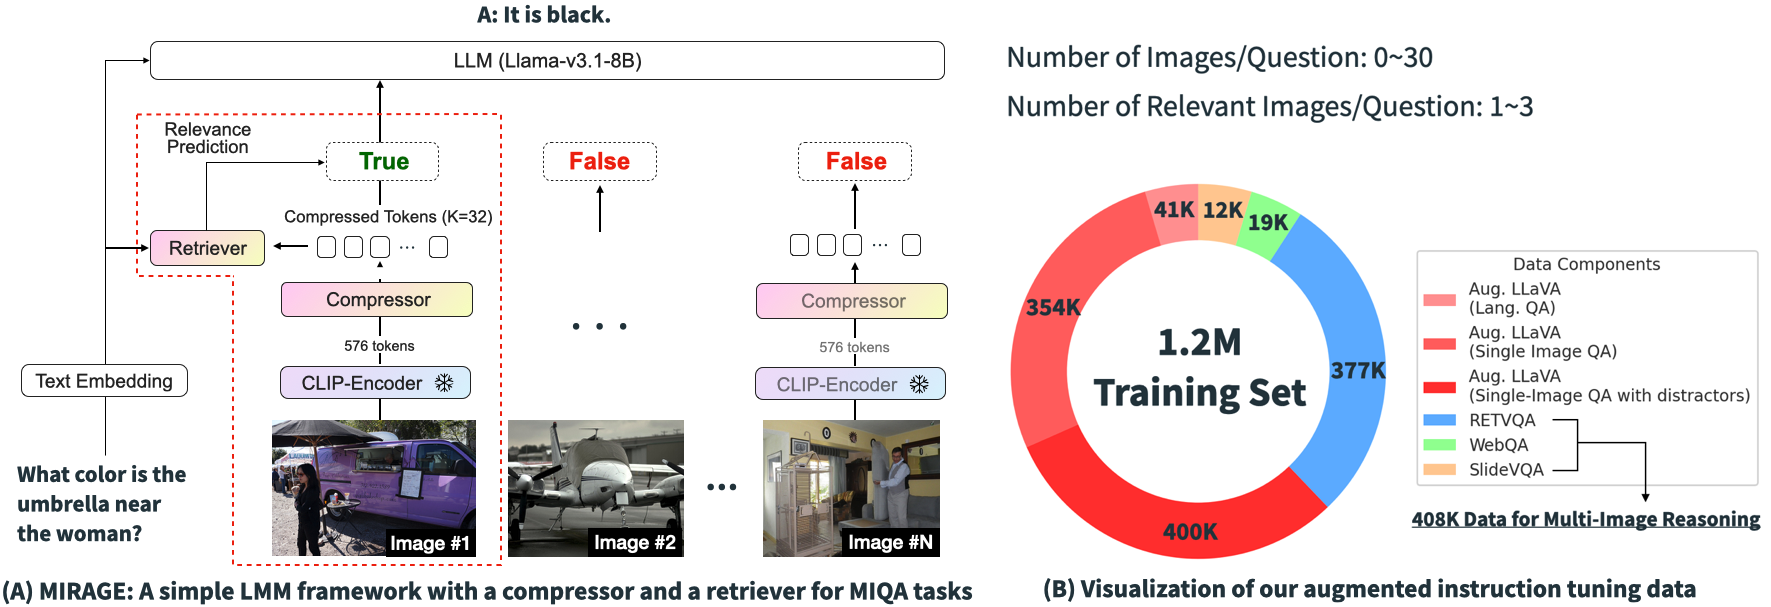 A: It is black.
LLM (Llama-v3.1-8B)
Relevance
Prediction
True
False
False
Compressed Tokens (K=32)
Retriever
...
...
Compressor
Compressor
...
576 tokens
576 tokens
Text Embedding
CLIP-Encoder
CLIP-Encoder
What color is the
umbrella near
the woman?
Image #1
Image #2
...
Image #N
(A) MIRAGE: A simple LMM framework with a compressor and a retriever for MIQA tasks
Number of Images/Question: 0~30
Number of Relevant Images/Question: 1~3
41K
12K
19K
354K
377K
400K
1.2M
Training Set
Data Components
Aug. LLaVA
(Lang. QA)
Aug. LLaVA
(Single Image QA)
Aug. LLaVA
(Single-Image QA with distractors)
RETVQA
WebQA
SlideVQA
408K Data for Multi-Image Reasoning
(B) Visualization of our augmented instruction tuning data